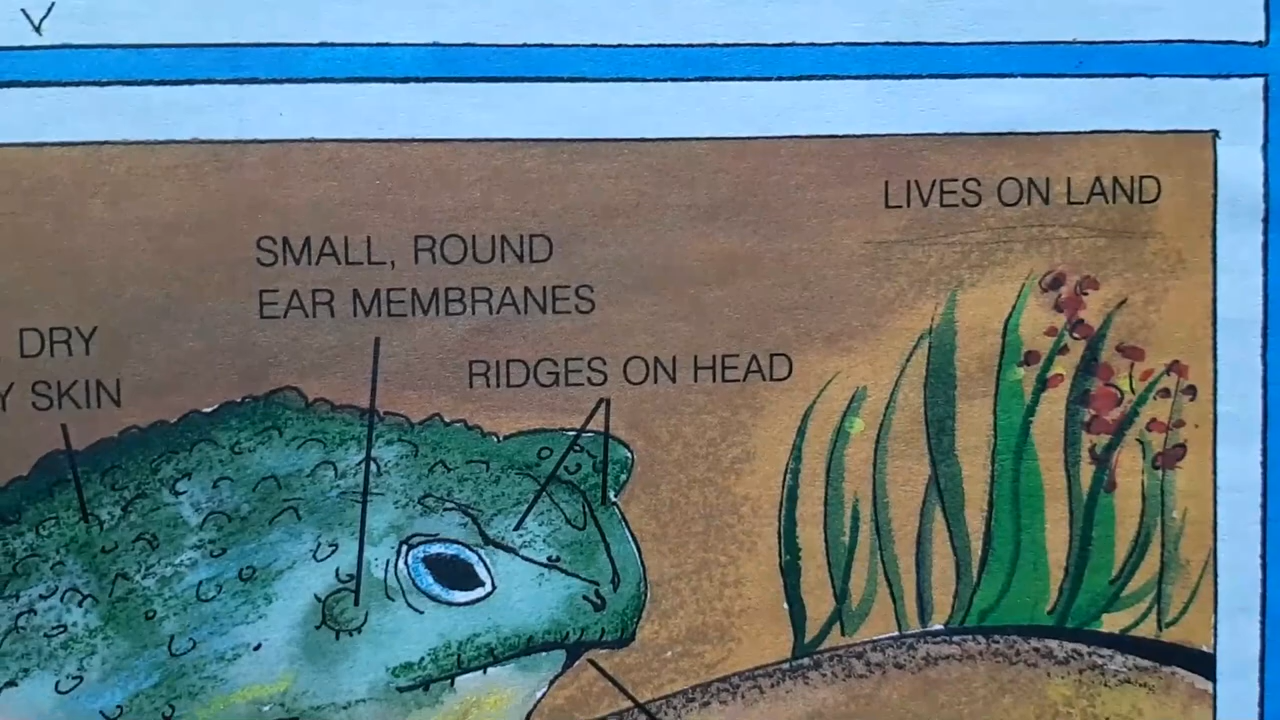 LIVES ON LAND
SMALL, ROUND
EAR MEMBRANES
RIDGES ON HEAD
DRY
Y SKIN